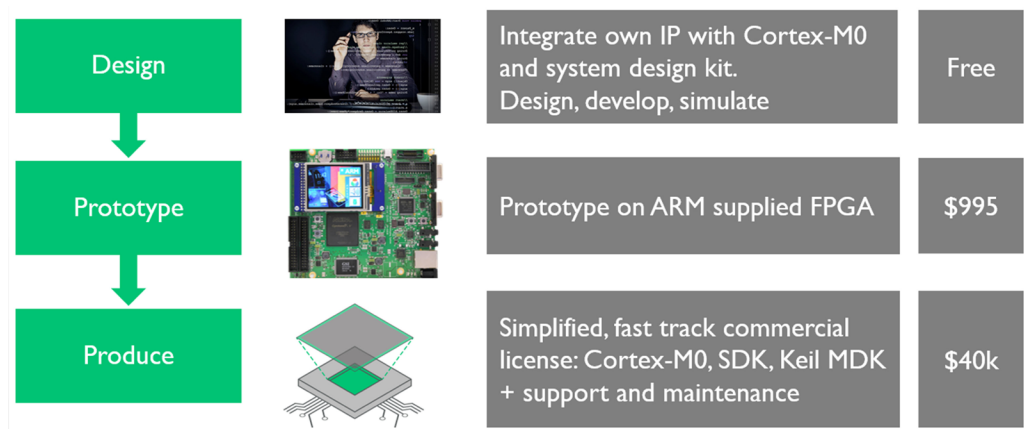 Design
Integrate own IP with Cortex-M0
and system design kit.
Design, develop, simulate
Free
Prototype
Prototype on ARM supplied FPGA
$995
Produce
Simplified, fast track commercial
license: Cortex-M0, SDK, Keil MDK
+ support and maintenance
$40k